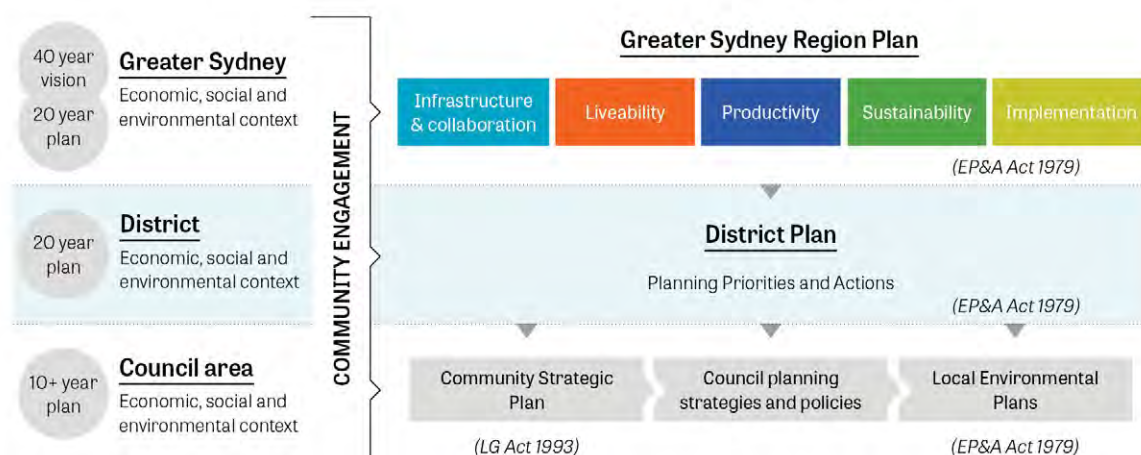 40 year
vision
20 year
plan
Greater Sydney
Economic, social and
environmental context
COMMUNITY ENGAGEMENT
Greater Sydney Region Plan
Infrastructure
& collaboration
Liveability
Productivity
Sustainability
Implementation
(EP&A Act 1979)
20 year
plan
District
Economic, social and
environmental context
District Plan
Planning Priorities and Actions
(EP&A Act 1979)
10+ year
plan
Council area
Economic, social and
environmental context
Community Strategic
Plan
Council planning
strategies and policies
Local Environmental
Plans
(LG Act 1993)
(EP&A Act 1979)